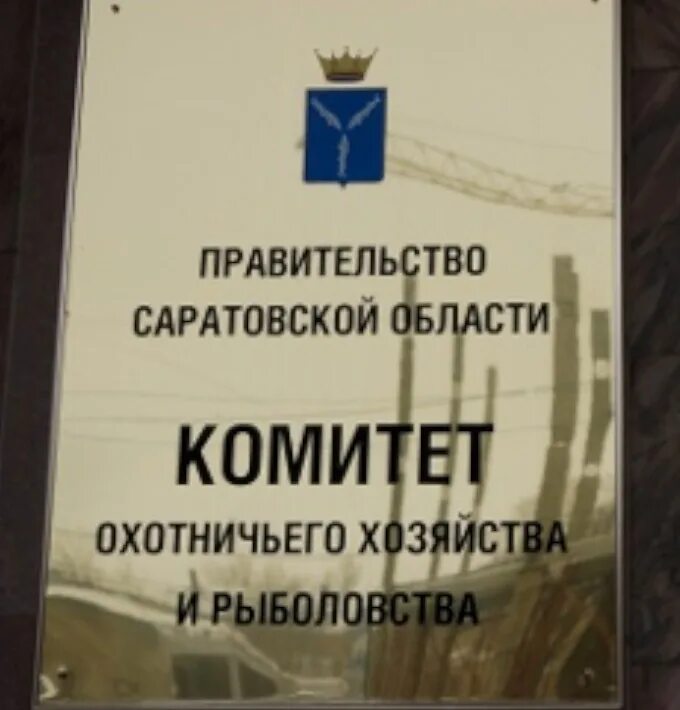 ПРАВИТЕЛЬСТВО
САРАТОВСКОЙ ОБЛАСТИ
КОМИТЕТ
ОХОТНИЧЬЕГО ХОЗЯЙСТВА
И РЫБОЛОВСТВА